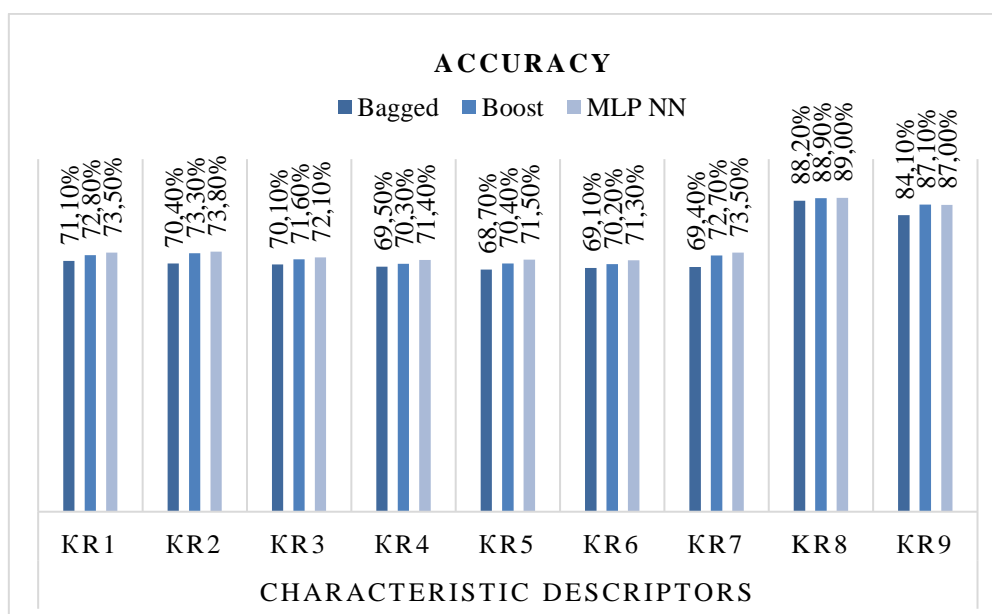 ACCURACY
Bagged Boost MLP NN
71,10% 72,80% 73,50% 70,40% 73,30% 73,80% 70,10% 71,60% 72,10% 69,50% 70,30% 71,40% 68,70% 70,40% 71,50% 69,10% 70,20% 71,30% 69,40% 72,70% 73,50% 88,20% 88,90% 89,00% 84,10% 87,10% 87,00%
KR1 KR2 KR3 KR4 KR5 KR6 KR7 KR8 KR9
CHARACTERISTIC DESCRIPTORS